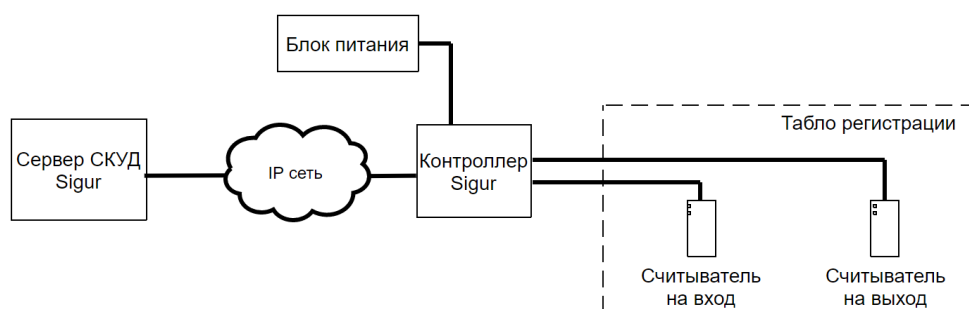 Блок питания
Табло регистрации
Сервер СКУД
Sigur
IP сеть
Контроллер
Sigur
Считыватель
на вход
Считыватель
на выход